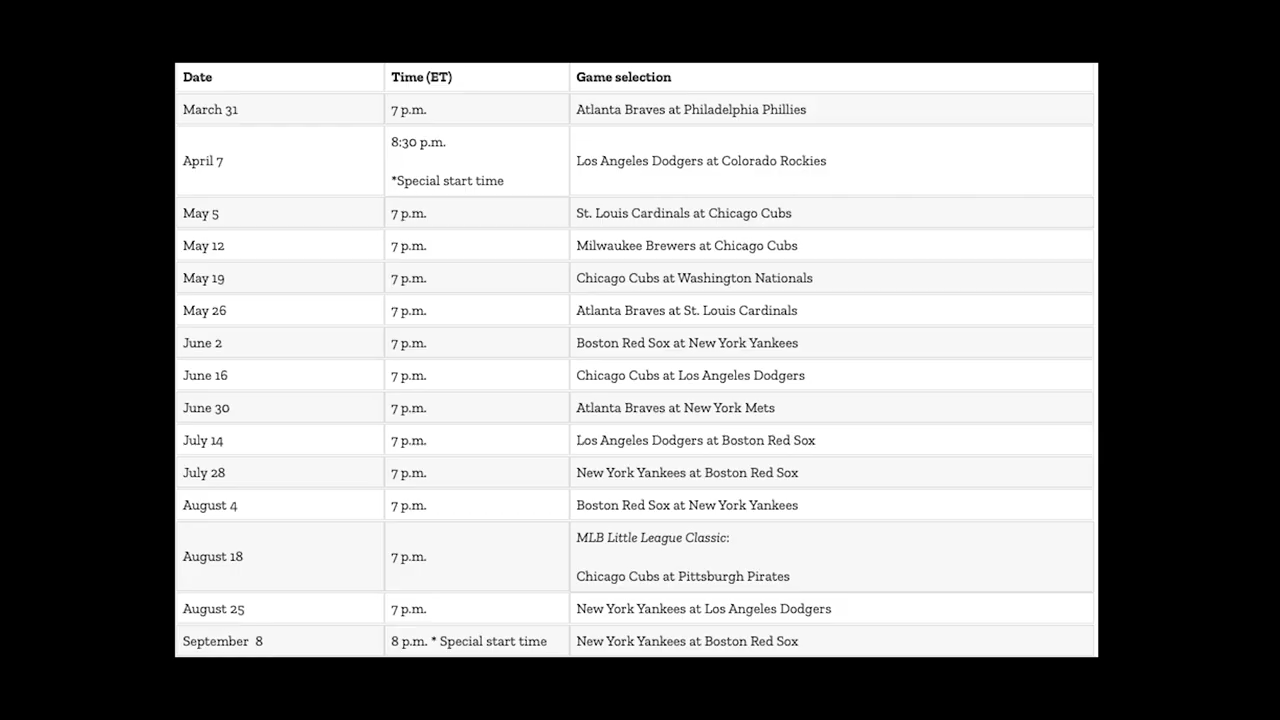 Date Time (ET) Game selection
March 31 7 p.m. Atlanta Braves at Philadelphia Phillies
April 7 8:30 p.m. *Special start time Los Angeles Dodgers at Colorado Rockies
May 5 7 p.m. St. Louis Cardinals at Chicago Cubs
May 12 7 p.m. Milwaukee Brewers at Chicago Cubs
May 19 7 p.m. Chicago Cubs at Washington Nationals
May 26 7 p.m. Atlanta Braves at St. Louis Cardinals
June 2 7 p.m. Boston Red Sox at New York Yankees
June 16 7 p.m. Chicago Cubs at Los Angeles Dodgers
June 30 7 p.m. Atlanta Braves at New York Mets
July 14 7 p.m. Los Angeles Dodgers at Boston Red Sox
July 28 7 p.m. New York Yankees at Boston Red Sox
August 4 7 p.m. Boston Red Sox at New York Yankees
August 18 7 p.m. MLB Little League Classic: Chicago Cubs at Pittsburgh Pirates
August 25 7 p.m. New York Yankees at Los Angeles Dodgers
September 8 8 p.m. * Special start time New York Yankees at Boston Red Sox